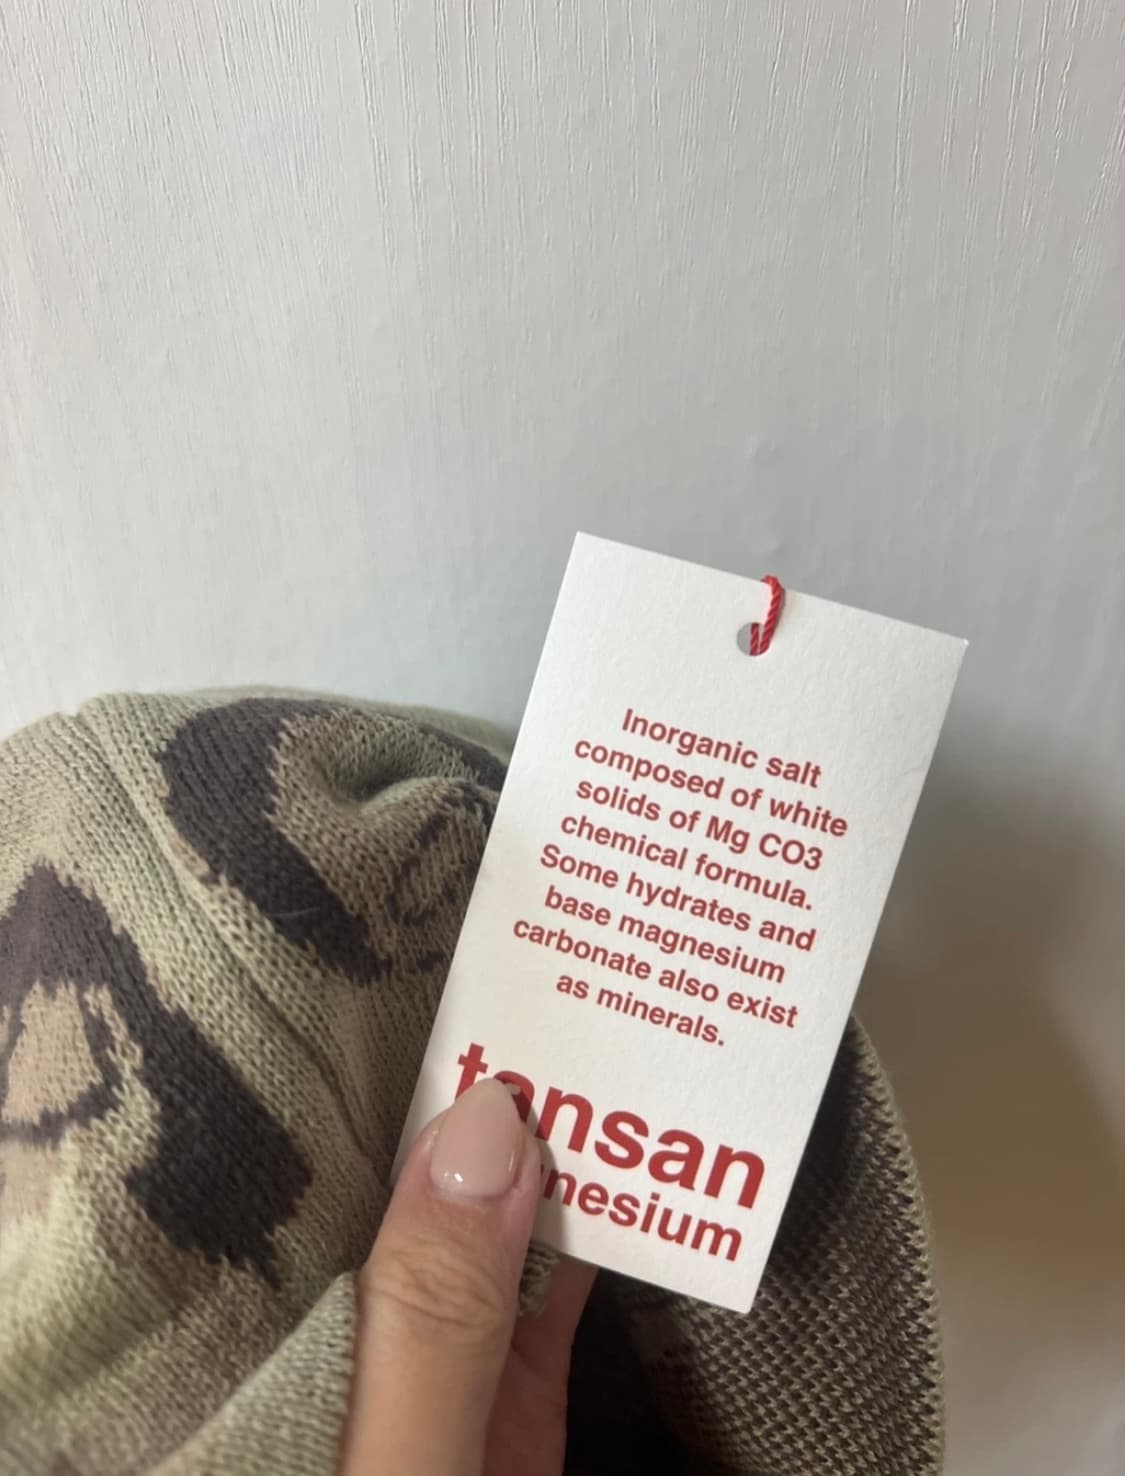 Inorganic salt
composed of white
solids of Mg CO3
chemical formula.
Some hydrates and
base magnesium
carbonate also exist
as minerals.
tansan
nesium